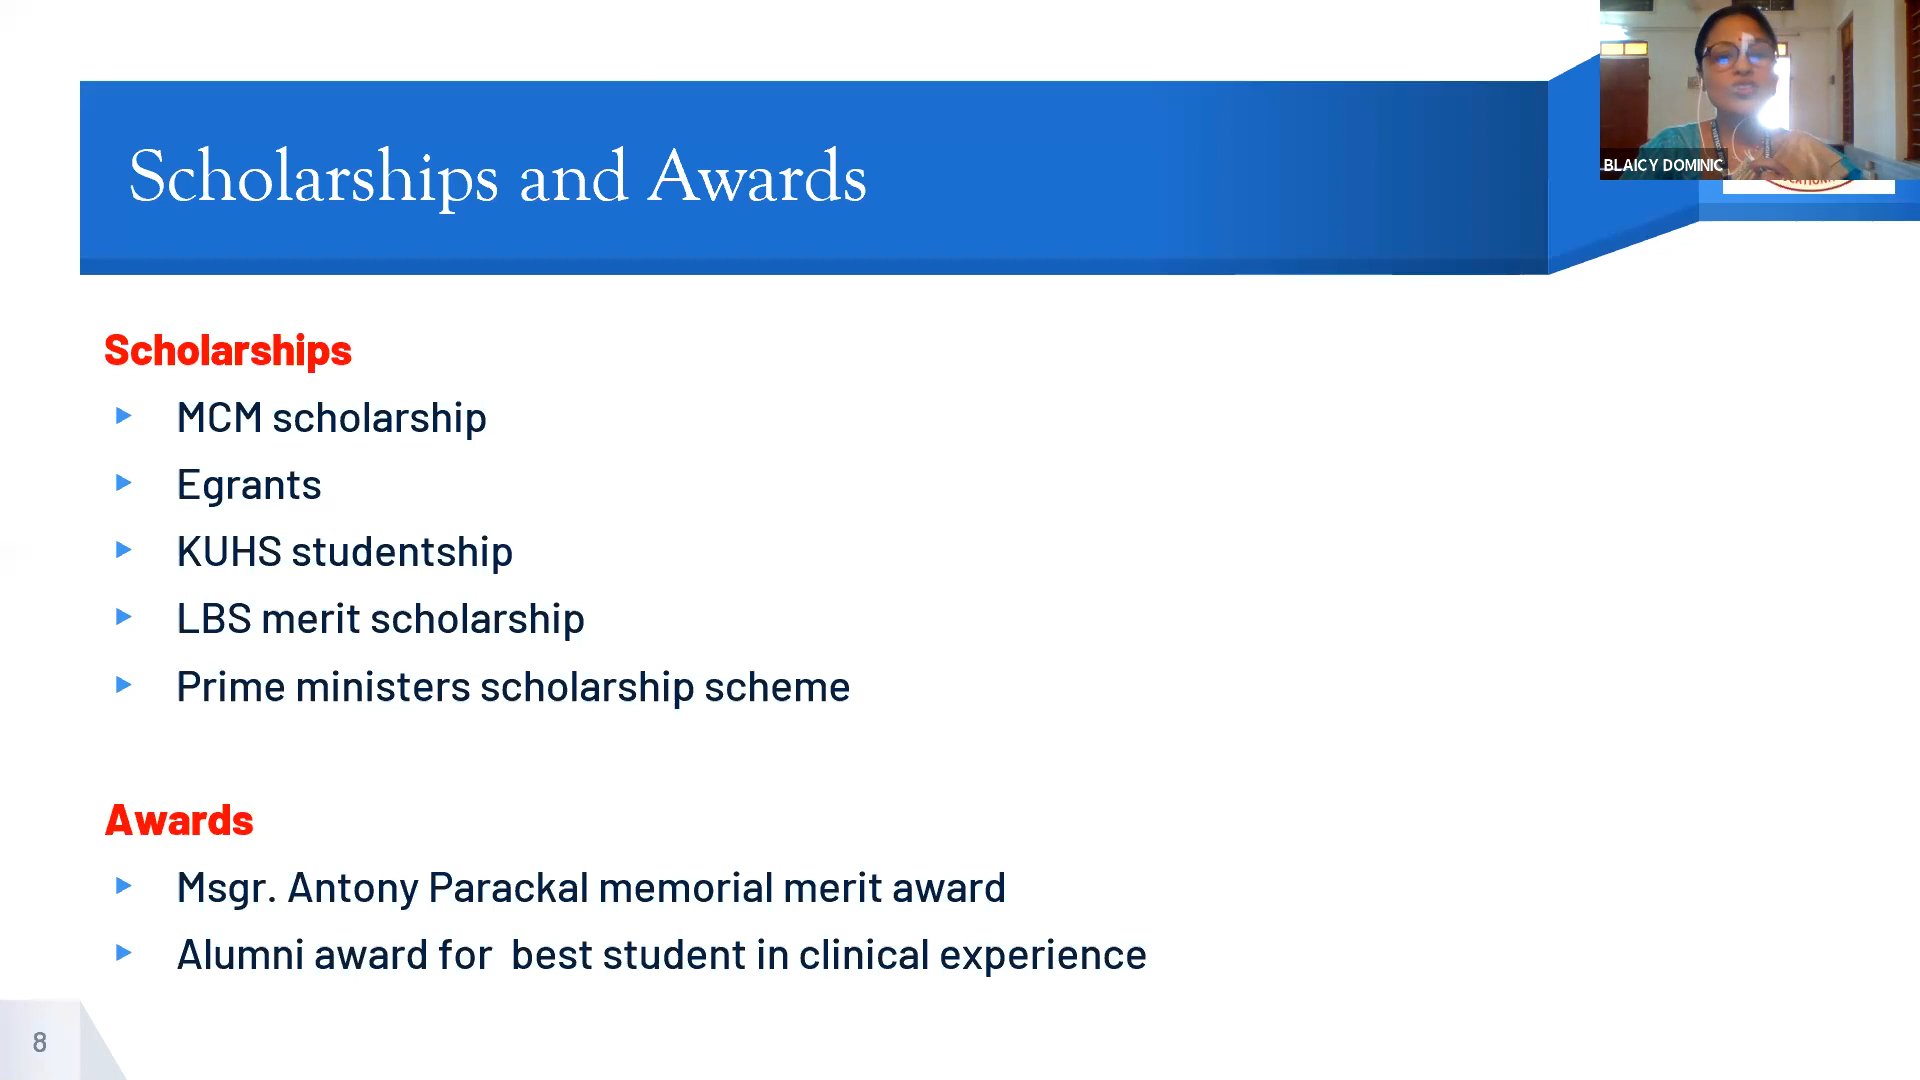 Scholarships and Awards
BLAICY DOMINIC
Scholarships
MCM scholarship
Egrants
KUHS studentship
LBS merit scholarship
Prime ministers scholarship scheme
Awards
Msgr. Antony Parackal memorial merit award
Alumni award for  best student in clinical experience
8